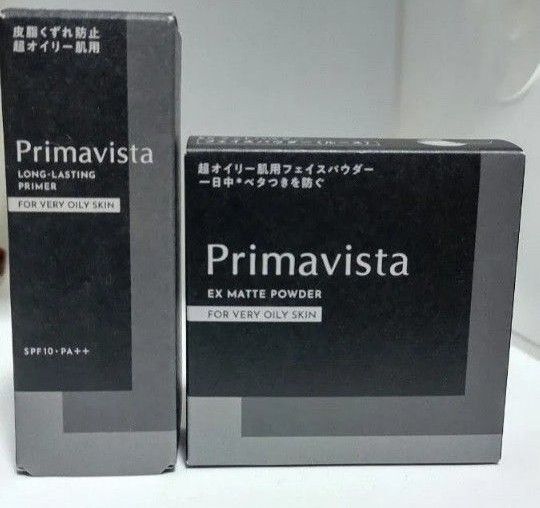 皮脂くずれ防止
超オイリー肌用
Primavista
LONG-LASTING
PRIMER
FOR VERY OILY SKIN
SPF10・PA++
超オイリー肌用フェイスパウダー
一日中*ベタつきを防ぐ
Primavista
EX MATTE POWDER
FOR VERY OILY SKIN